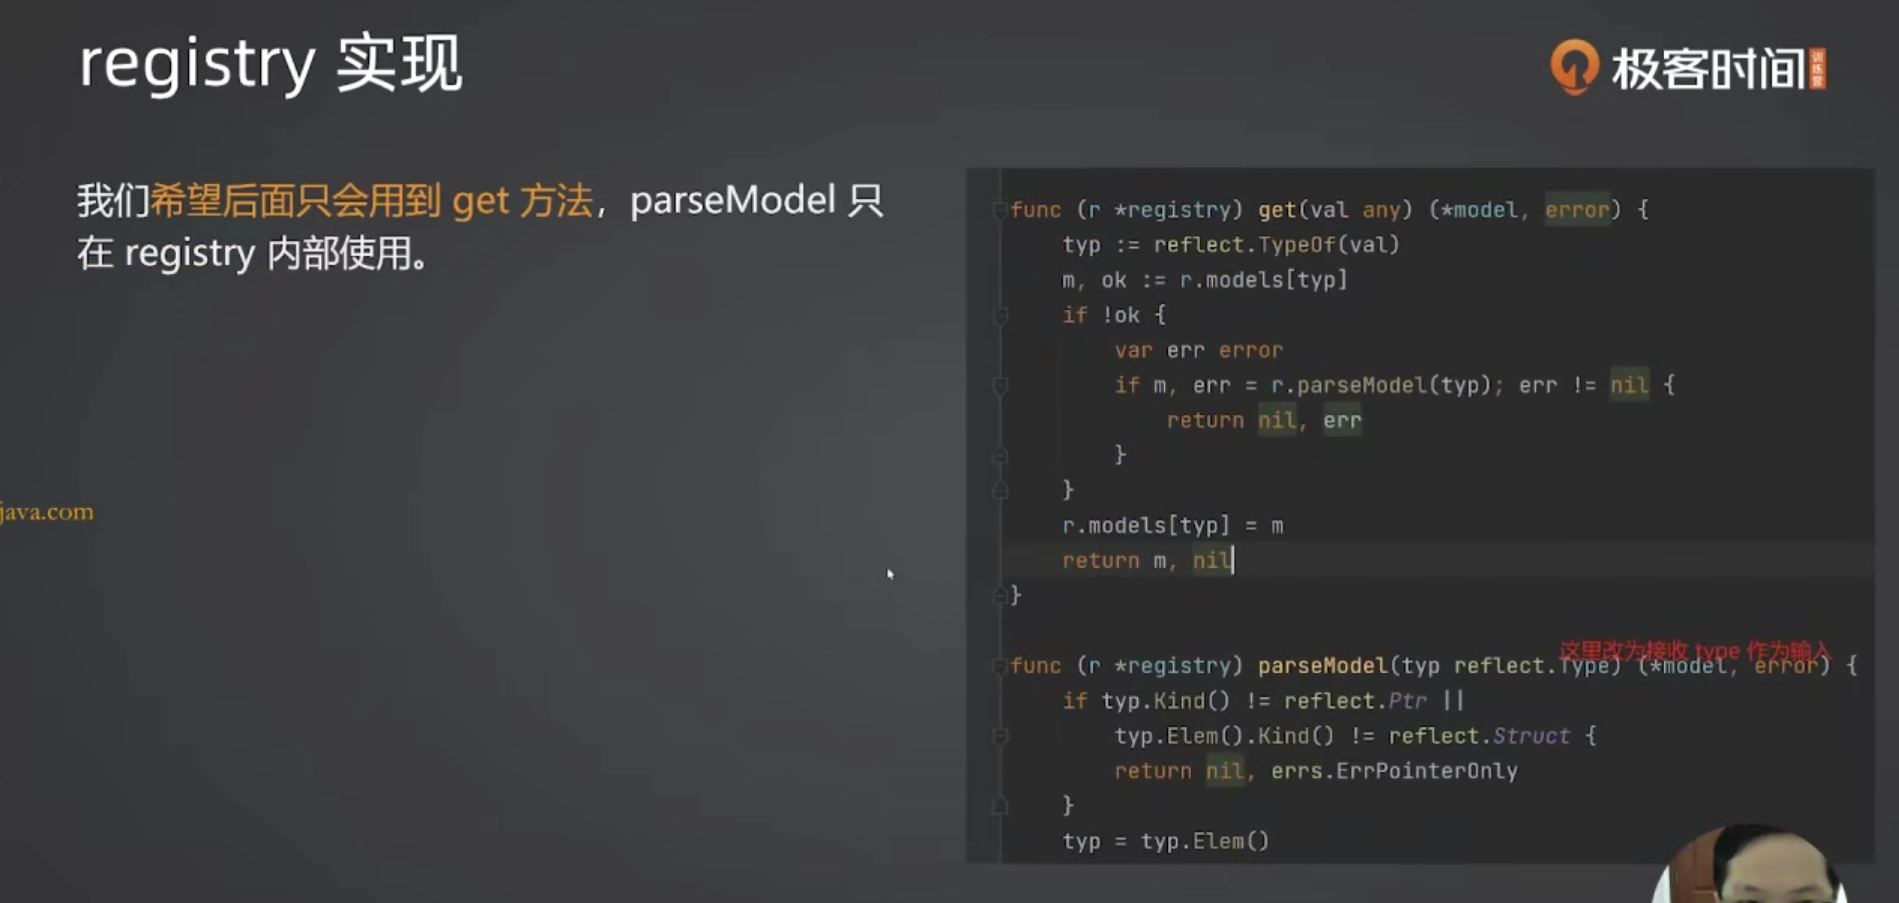 registry 实现
极客时间
训练营
我们希望后面只会用到 get 方法，parseModel 只
在 registry 内部使用。
java.com
func (r *registry) get(val any) (*model, error) {
typ := reflect.TypeOf(val)
m, ok := r.models[typ]
if !ok {
var err error
if m, err = r.parseModel(typ); err != nil {
return nil, err
}
}
r.models[typ] = m
return m, nil
}
这里改为接收 type 作为输入
func (r *registry) parseModel(typ reflect.Type) (*model, error) {
if typ.Kind() != reflect.Ptr ||
typ.Elem().Kind() != reflect.Struct {
return nil, errs.ErrPointerOnly
}
typ = typ.Elem()